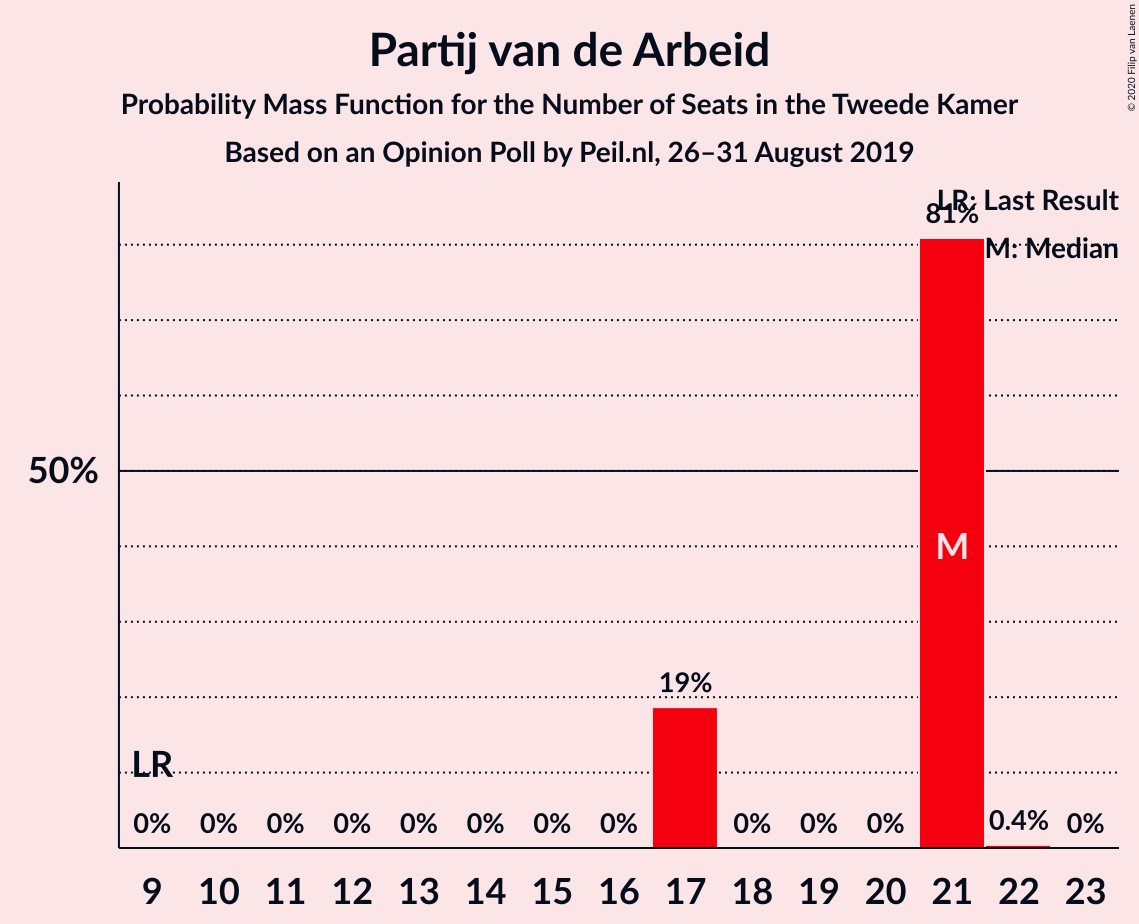 Partij van de Arbeid
Probability Mass Function for the Number of Seats in the Tweede Kamer
Based on an Opinion Poll by Peil.nl, 26–31 August 2019
© 2020 Filip van Laenen
LR: Last Result
81%
M: Median
50%
M
19%
LR
0% 0% 0% 0% 0% 0% 0% 0% 0% 0% 0% 0.4% 0%
9 10 11 12 13 14 15 16 17 18 19 20 21 22 23